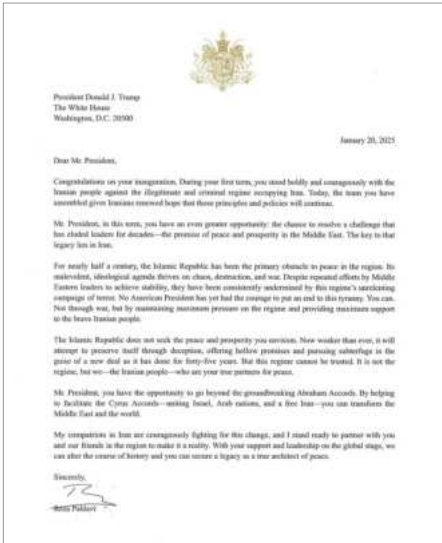 President Donald J. Trump
The White House
Washington, D.C. 20500
January 20, 2025
Dear Mr. President,
Congratulations on your inauguration. During your first term, you stood boldly and courageously with the
Iranian people against the illegitimate and criminal regime occupying Iran. Today, the team you have
assembled gives Iranians renewed hope that those principles and policies will continue.
Mr. President, in this term, you have an even greater opportunity: the chance to resolve a challenge that
has eluded leaders for decades—the promise of peace and prosperity in the Middle East. The key to that
legacy lies in Iran.
For nearly half a century, the Islamic Republic has been the primary obstacle to peace in the region. Its
malevolent, ideological agenda thrives on chaos, destruction, and war. Despite repeated efforts by Middle
Eastern leaders to achieve stability, they have been consistently undermined by this regime's unrelenting
campaign of terror. No American President has yet had the courage to put an end to this tyranny. You can.
Not through war, but by maintaining maximum pressure on the regime and providing maximum support
to the brave Iranian people.
The Islamic Republic does not seek the peace and prosperity you envision. Now weaker than ever, it will
attempt to preserve itself through deception, offering hollow promises and pursuing subterfuge in the
guise of a new deal as it has done for forty-five years. But this regime cannot be trusted. It is not the
regime, but we—the Iranian people—who are your true partners for peace.
Mr. President, you have the opportunity to go beyond the groundbreaking Abraham Accords. By helping
to facilitate the Cyrus Accords—uniting Israel, Arab nations, and a free Iran—you can transform the
Middle East and the world.
My compatriots in Iran are courageously fighting for this change, and I stand ready to partner with you
and our friends in the region to make it a reality. With your support and leadership on the global stage, we
can alter the course of history and you can secure a legacy as a true architect of peace.
Sincerely,
Reza Pahlavi